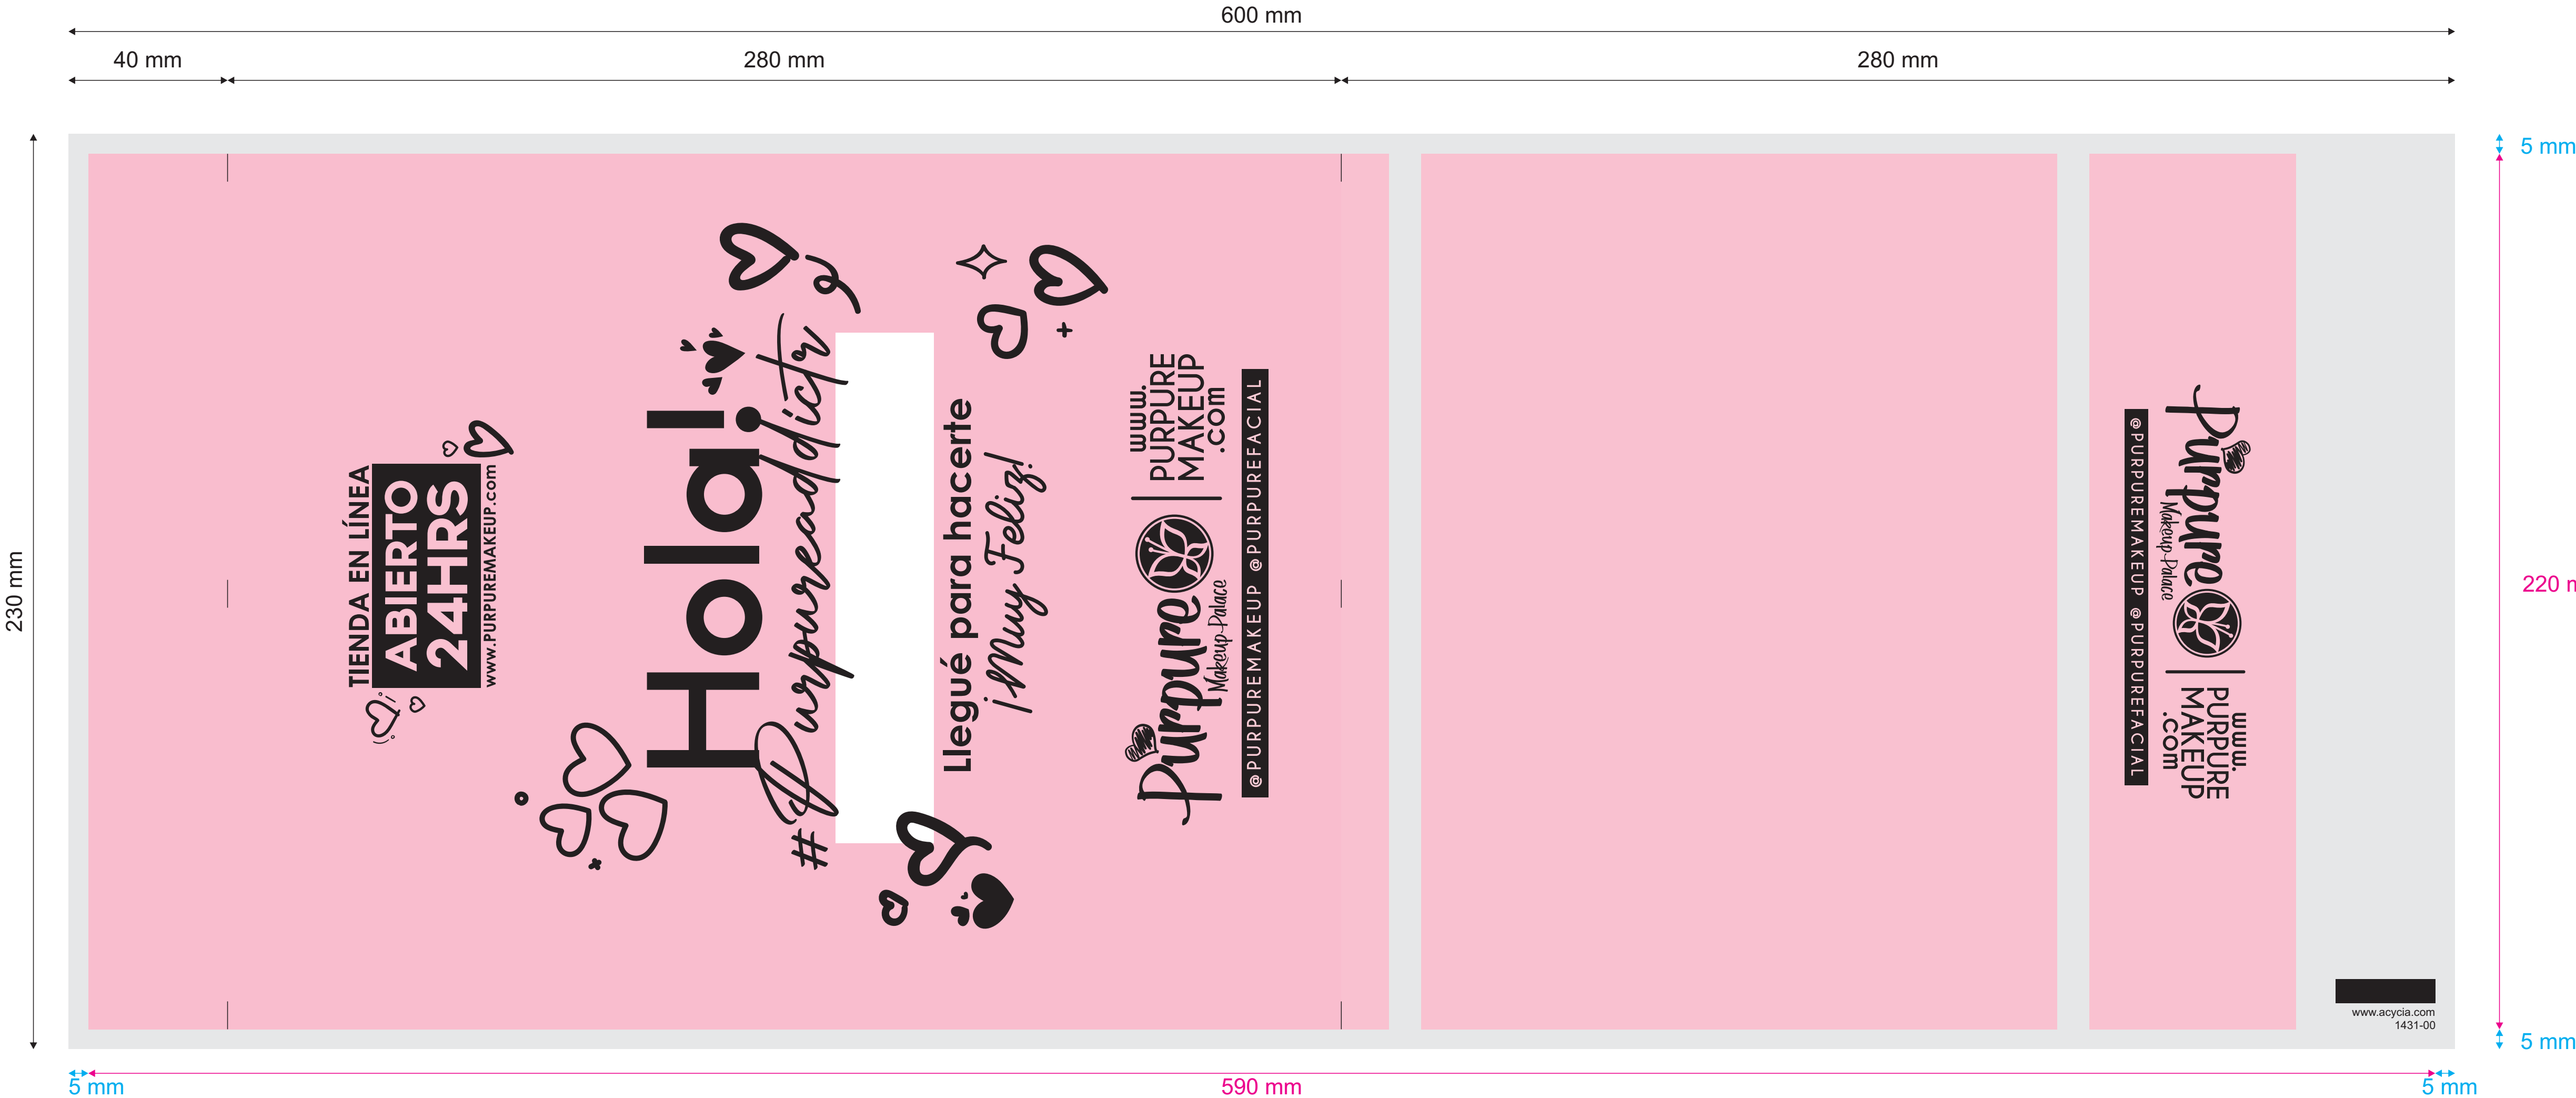 600 mm
40 mm
280 mm
280 mm
5 mm
230 mm
TIENDA EN LÍNEA
ABIERTO
24HRS
www.PURPUREMAKEUP.com
Hola!
#Purpureaddictr
Llegué para hacerte
¡Muy Feliz!
Purpure
Makeup-Palace
www.
PURPURE
MAKEUP
.com
@PURPUREMAKEUP @PURPUREFACIAL
Purpure
Makeup-Palace
www.
PURPURE
MAKEUP
.com
@PURPUREMAKEUP @PURPUREFACIAL
220 m
www.acycia.com
1431-00
5 mm
5 mm
590 mm
5 mm